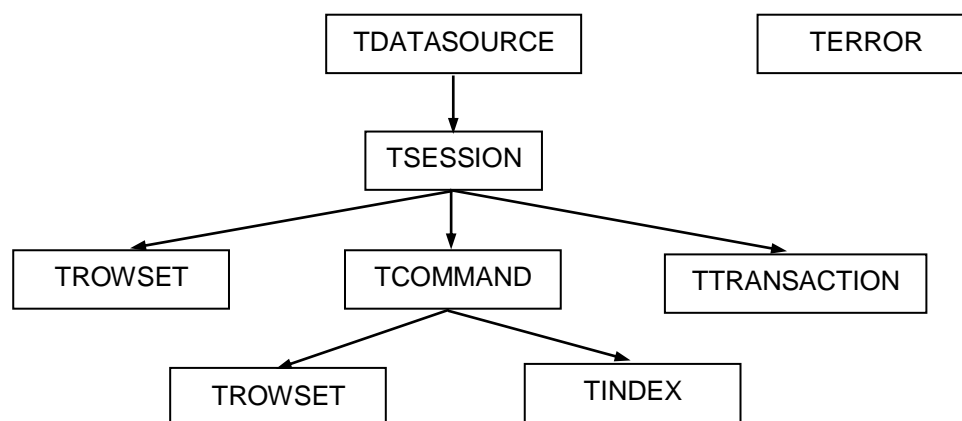 TDATASOURCE
TERROR
TSESSION
TROWSET
TCOMMAND
TTRANSACTION
TROWSET
TINDEX